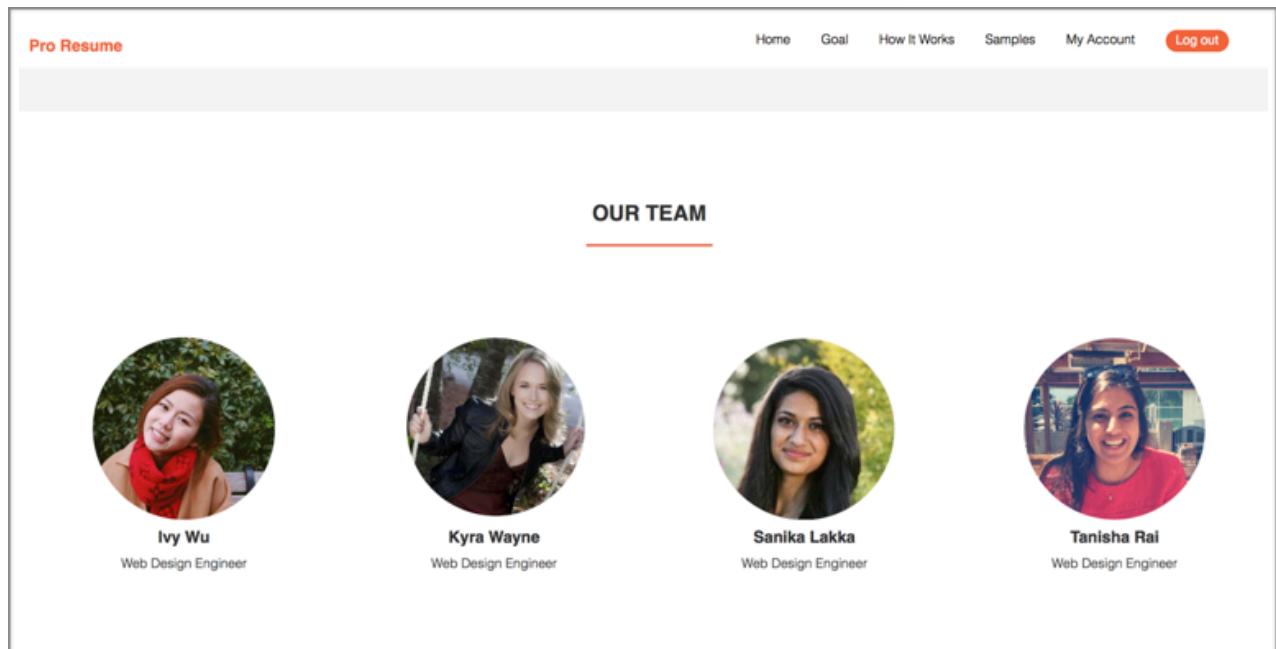 Pro Resume
Home Goal How It Works Samples My Account Log out
OUR TEAM
Ivy Wu Kyra Wayne Sanika Lakka Tanisha Rai
Web Design Engineer Web Design Engineer Web Design Engineer Web Design Engineer